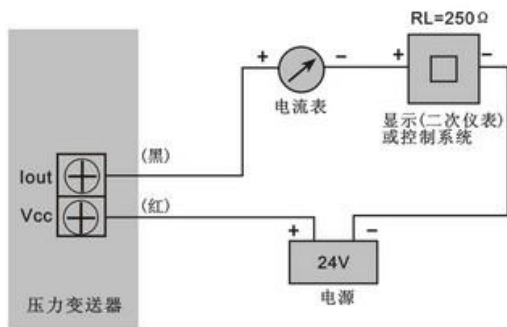 RL=250Ω
+ - + -
电流表
显示(二次仪表)
或控制系统
(黑)
Iout
(红)
Vcc
+ -
24V
电源
压力变送器